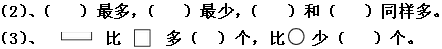 (2)、(　　)最多，(　　)最少，(　　)和(　　)同样多。
(3)、　比　多(　　)个，比　少(　　)个。